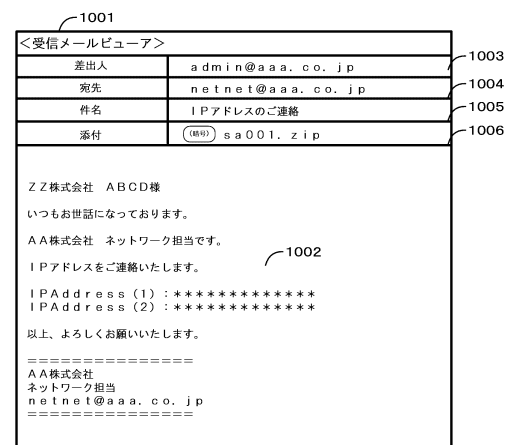 1001
<受信メールビューア>
差出人 admin@aaa.co.jp 1003
宛先 netnet@aaa.co.jp 1004
件名 IPアドレスのご連絡 1005
添付 (暗号) sa001.zip 1006
ZZ株式会社 ABCD様
いつもお世話になっております。
AA株式会社 ネットワーク担当です。
1002
IPアドレスをご連絡いたします。
IPAddress(1):*************
IPAddress(2):*************
以上、よろしくお願いいたします。
===============
AA株式会社
ネットワーク担当
netnet@aaa.co.jp
===============